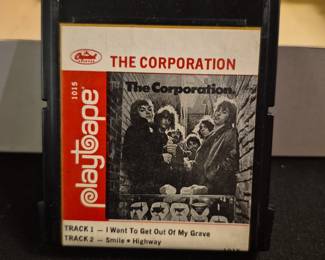 Capitol
THE CORPORATION
1015
playtape
The Corporation.
TRACK 1 – I Want To Get Out Of My Grave
TRACK 2 – Smile • Highway